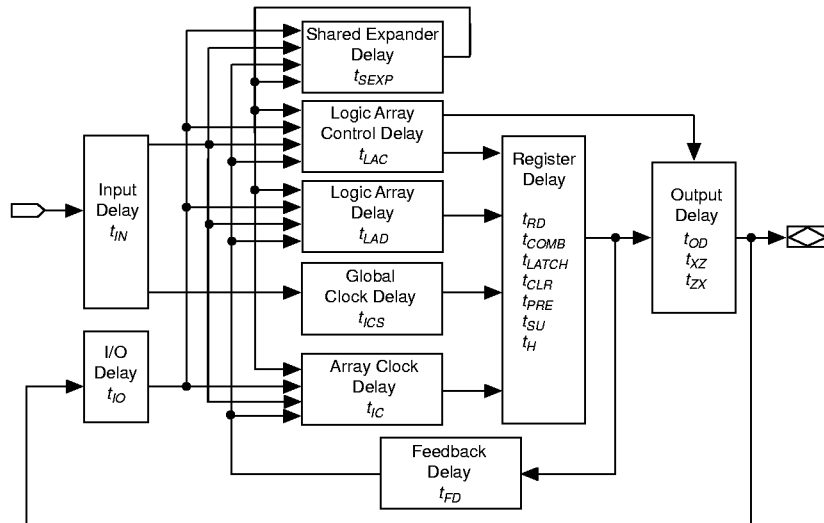 Shared Expander
Delay
tSEXP
Logic Array
Control Delay
tLAC
Input
Delay
tIN
Logic Array
Delay
tLAD
Global
Clock Delay
tICS
I/O
Delay
tIO
Array Clock
Delay
tIC
Register
Delay
tRD
tCOMB
tLATCH
tCLR
tPRE
tSU
tH
Output
Delay
tOD
tXZ
tZX
Feedback
Delay
tFD